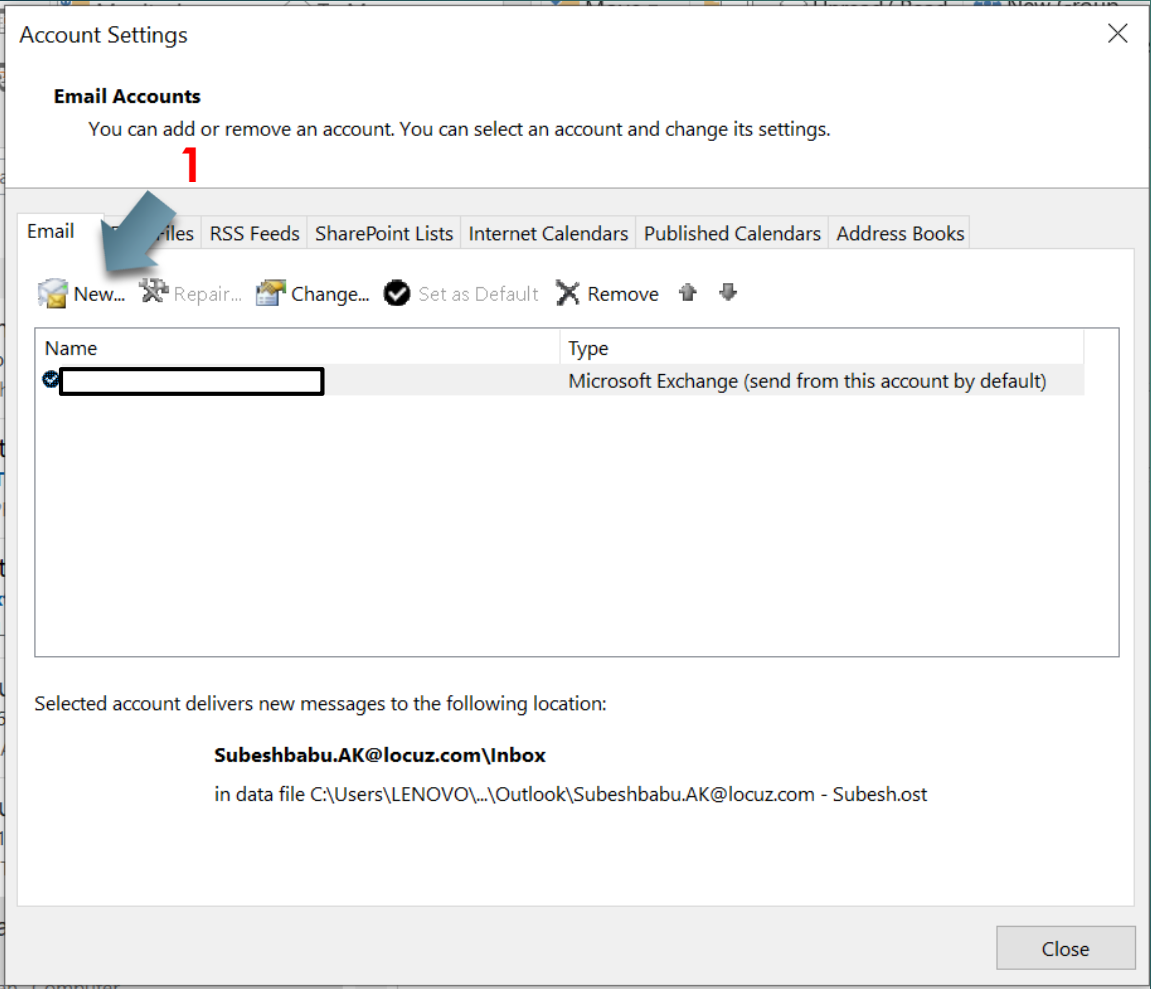 Account Settings
Email Accounts
You can add or remove an account. You can select an account and change its settings.
1
Email Files RSS Feeds SharePoint Lists Internet Calendars Published Calendars Address Books
New... Repair... Change... Set as Default Remove
Name Type
Microsoft Exchange (send from this account by default)
Selected account delivers new messages to the following location:
Subeshbabu.AK@locuz.com\Inbox
in data file C:\Users\LENOVO\...\Outlook\Subeshbabu.AK@locuz.com - Subesh.ost
Close